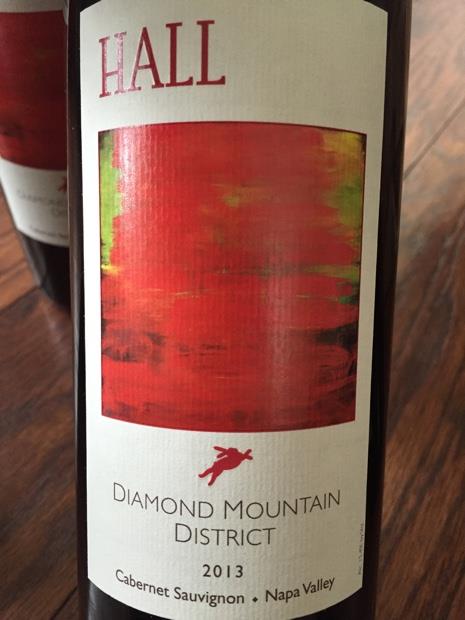 HALL
DIAMOND MOUNTAIN
DISTRICT
2013
Cabernet Sauvignon • Napa Valley